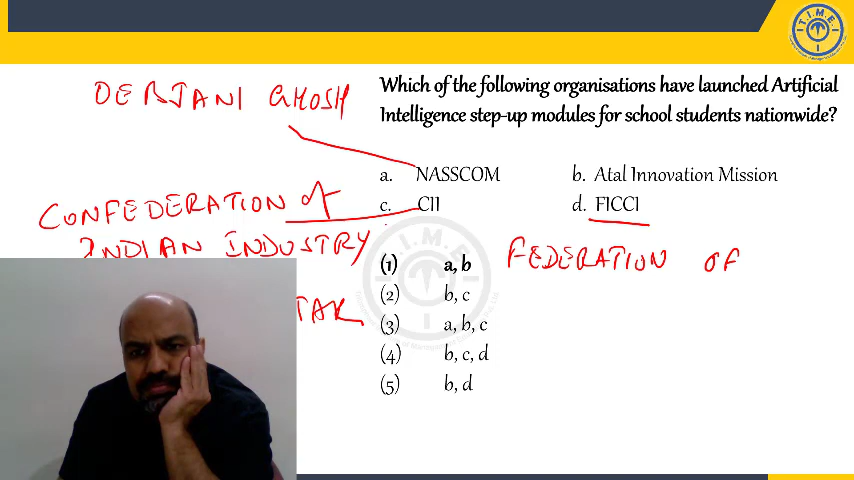 T.I.M.E.
DEBJANI GHOSH
Which of the following organisations have launched Artificial
Intelligence step-up modules for school students nationwide?
a. NASSCOM b. Atal Innovation Mission
c. CII d. FICCI
CONFEDERATION of
INDIAN INDUSTRY
(1) a, b
FEDERATION OF
(2) b, c
TAR
(3) a, b, c
(4) b, c, d
(5) b, d